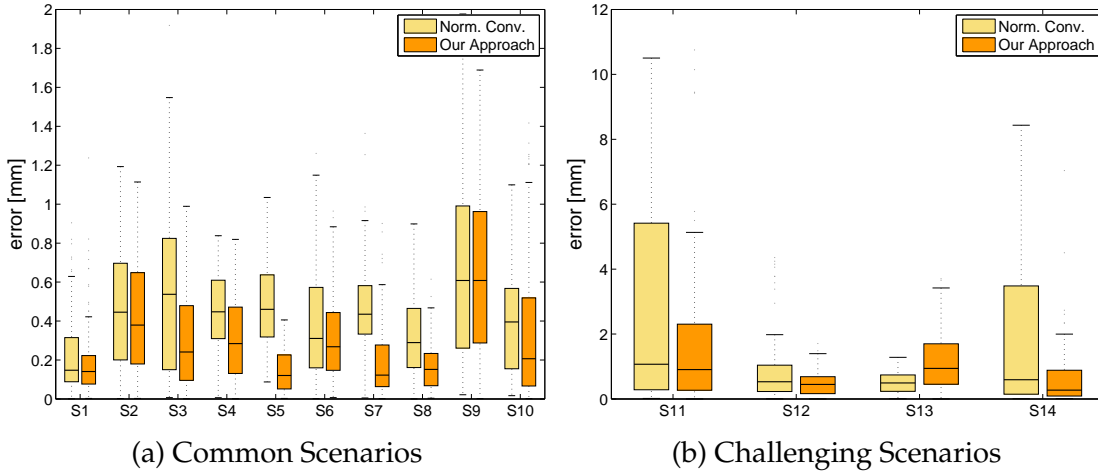 2
1.8
1.6
1.4
1.2
1
0.8
0.6
0.4
0.2
0
error [mm]
Norm. Conv.
Our Approach
S1 S2 S3 S4 S5 S6 S7 S8 S9 S10
(a) Common Scenarios
12
10
8
6
4
2
0
error [mm]
Norm. Conv.
Our Approach
S11 S12 S13 S14
(b) Challenging Scenarios